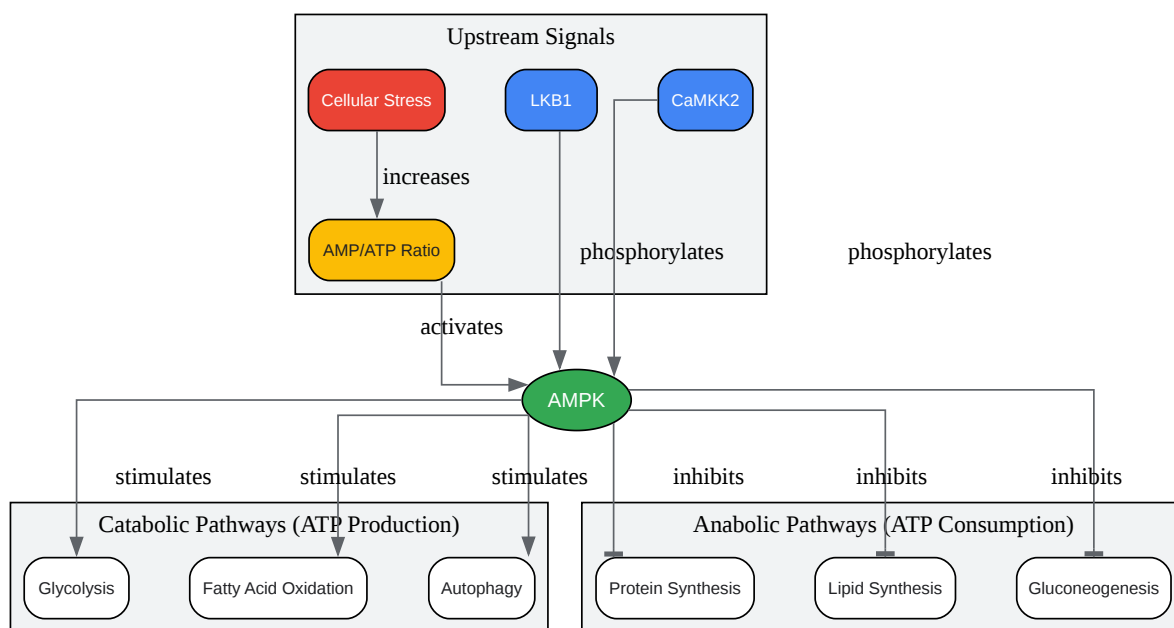 Upstream Signals
Cellular Stress
LKB1
CaMKK2
increases
AMP/ATP Ratio
phosphorylates
phosphorylates
activates
AMPK
stimulates
stimulates
stimulates
inhibits
inhibits
inhibits
Catabolic Pathways (ATP Production)
Anabolic Pathways (ATP Consumption)
Glycolysis
Fatty Acid Oxidation
Autophagy
Protein Synthesis
Lipid Synthesis
Gluconeogenesis